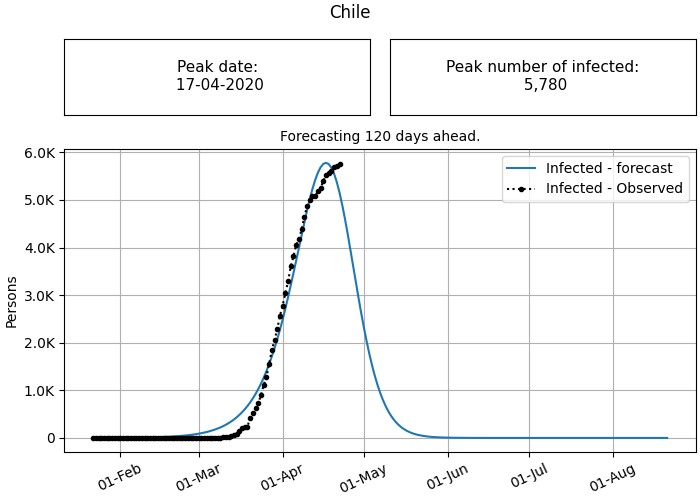 Chile
Peak date:
17-04-2020
Peak number of infected:
5,780
Forecasting 120 days ahead.
Infected - forecast
Infected - Observed
Persons
6.0K
5.0K
4.0K
3.0K
2.0K
1.0K
0
01-Feb
01-Mar
01-Apr
01-May
01-Jun
01-Jul
01-Aug